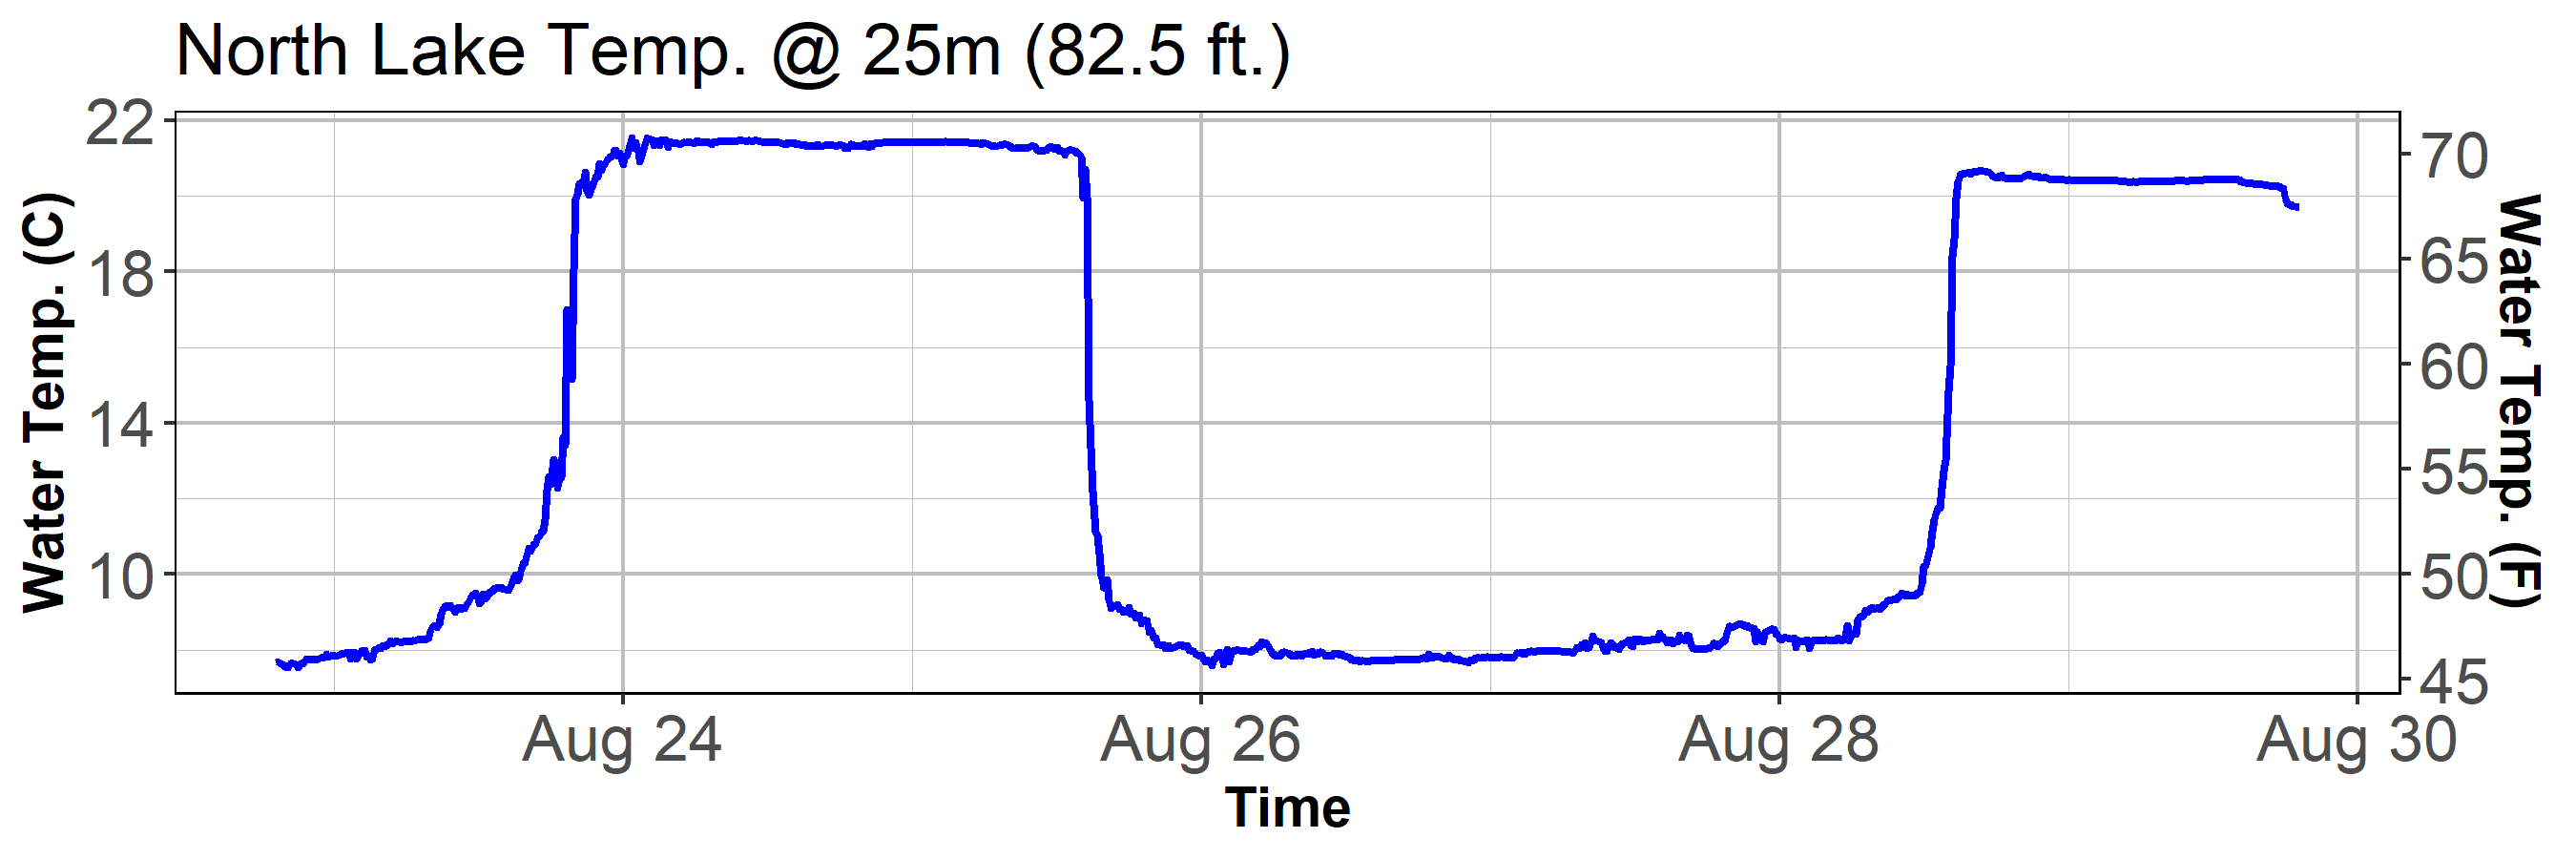 North Lake Temp. @ 25m (82.5 ft.)
Water Temp. (C)
22
18
14
10
70
65
60
55
50
45
Water Temp. (F)
Aug 24 Aug 26 Aug 28 Aug 30
Time